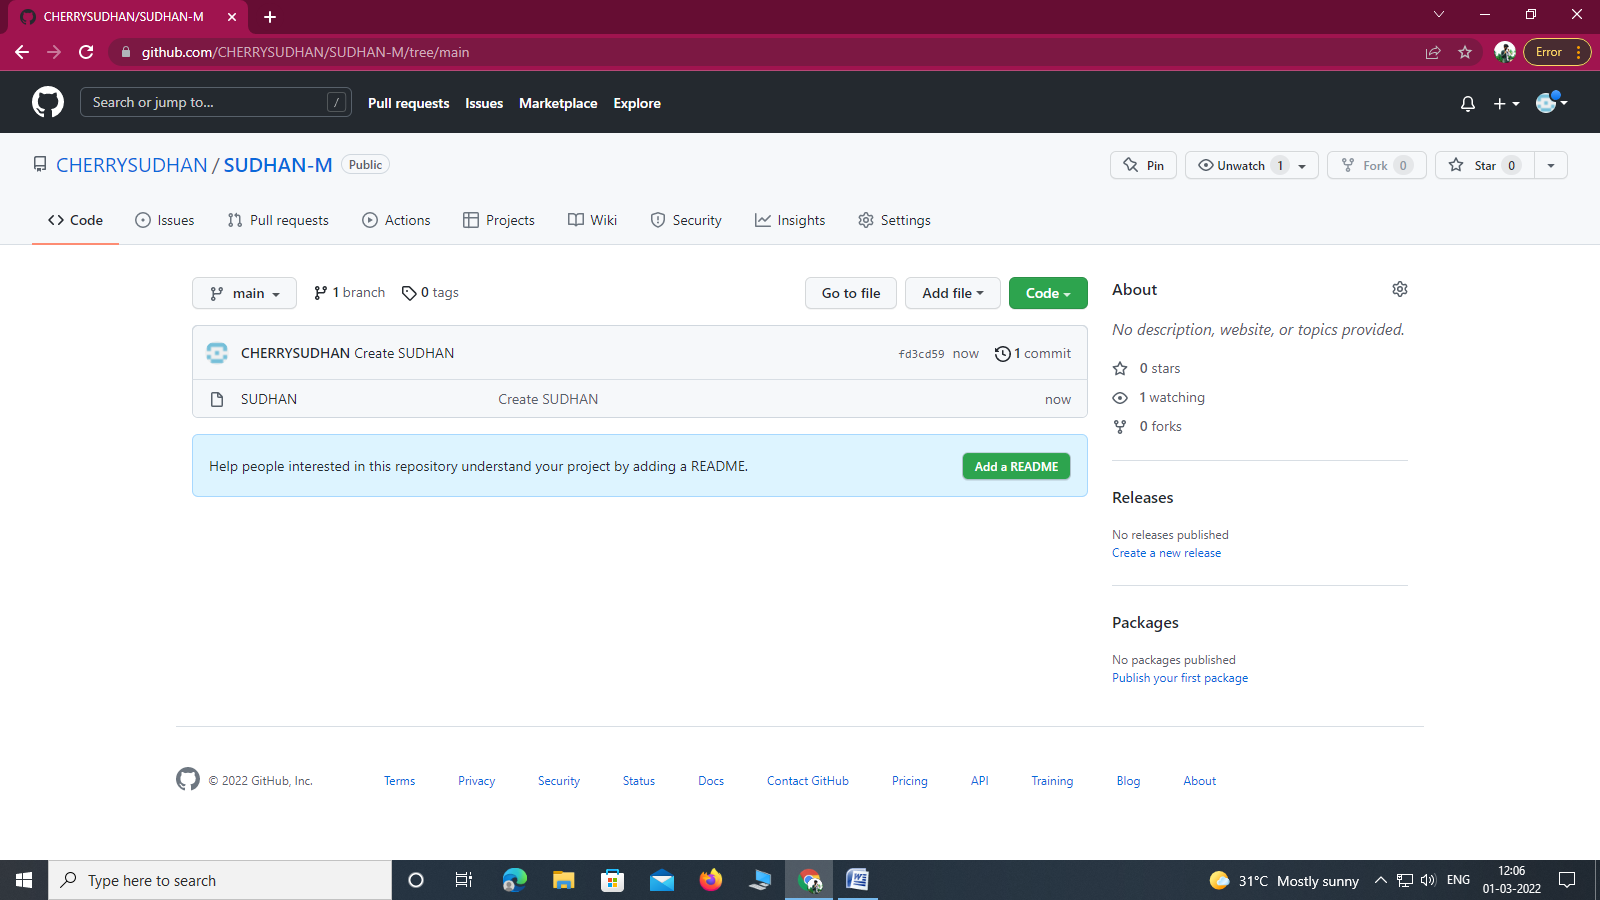 CHERRYSUDHAN/SUDHAN-M
github.com/CHERRYSUDHAN/SUDHAN-M/tree/main
Error
Search or jump to...
/
Pull requests
Issues
Marketplace
Explore
CHERRYSUDHAN / SUDHAN-M
Public
Pin
Unwatch 1
Fork 0
Star 0
Code
Issues
Pull requests
Actions
Projects
Wiki
Security
Insights
Settings
main
1 branch
0 tags
Go to file
Add file
Code
CHERRYSUDHAN Create SUDHAN
fd3cd59 now
1 commit
SUDHAN
Create SUDHAN
now
Help people interested in this repository understand your project by adding a README.
Add a README
About
No description, website, or topics provided.
0 stars
1 watching
0 forks
Releases
No releases published
Create a new release
Packages
No packages published
Publish your first package
© 2022 GitHub, Inc.
Terms
Privacy
Security
Status
Docs
Contact GitHub
Pricing
API
Training
Blog
About
Type here to search
31°C Mostly sunny
ENG
12:06
01-03-2022